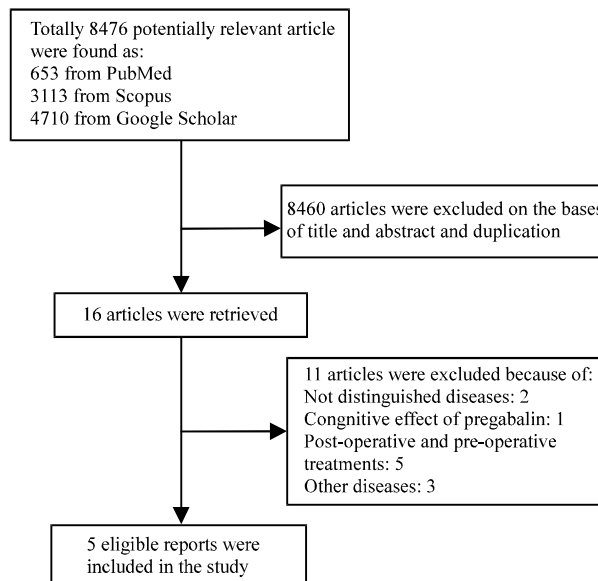 Totally 8476 potentially relevant article
were found as:
653 from PubMed
3113 from Scopus
4710 from Google Scholar
8460 articles were excluded on the bases
of title and abstract and duplication
16 articles were retrieved
11 articles were excluded because of:
Not distinguished diseases: 2
Congnitive effect of pregabalin: 1
Post-operative and pre-operative
treatments: 5
Other diseases: 3
5 eligible reports were
included in the study